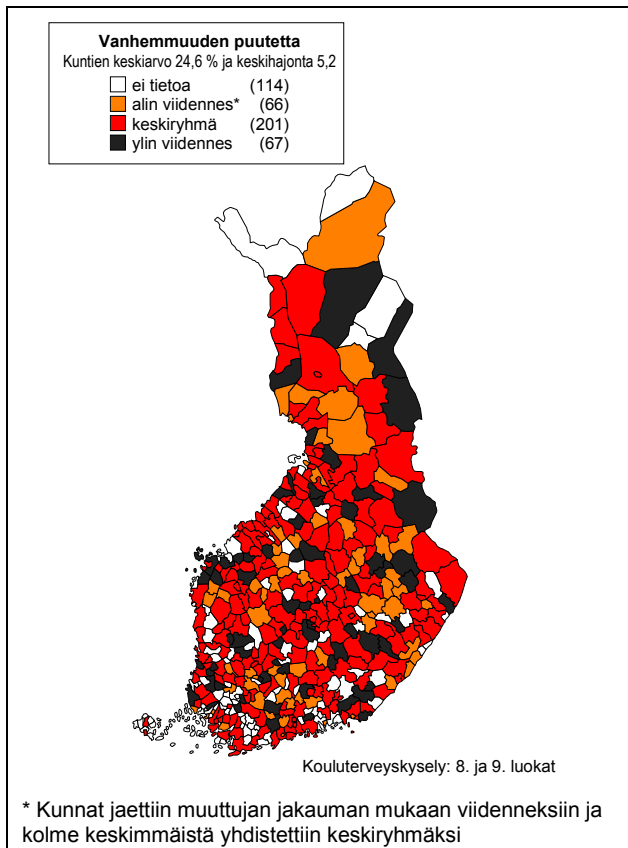 Vanhemmuuden puutetta
Kuntien keskiarvo 24,6 % ja keskihajonta 5,2
ei tietoa (114)
alin viidennes* (66)
keskiryhmä (201)
ylin viidennes (67)
Kouluterveyskysely: 8. ja 9. luokat
* Kunnat jaettiin muuttujan jakauman mukaan viidenneksiin ja
kolme keskimmäistä yhdistettiin keskiryhmäksi